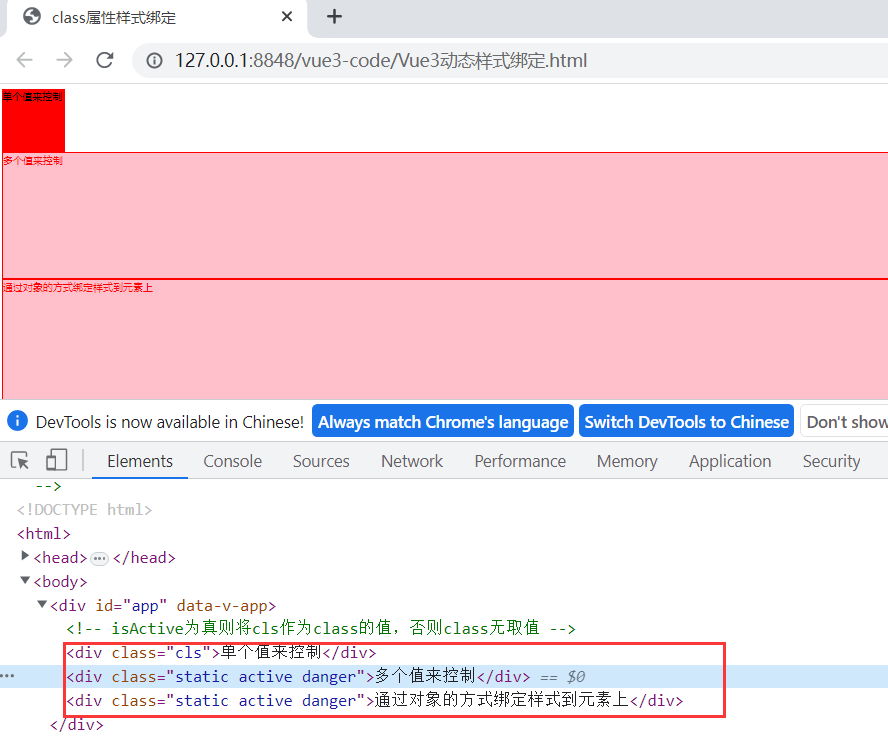 class属性样式绑定
127.0.0.1:8848/vue3-code/Vue3动态样式绑定.html
单个值来控制
多个值来控制
通过对象的方式绑定样式到元素上
DevTools is now available in Chinese! Always match Chrome's language Switch DevTools to Chinese Don't show
Elements Console Sources Network Performance Memory Application Security
-->
<!DOCTYPE html>
<html>
<head>…</head>
<body>
<div id="app" data-v-app>
<!-- isActive为真则将cls作为class的值，否则class无取值 -->
<div class="cls">单个值来控制</div>
<div class="static active danger">多个值来控制</div> == $0
<div class="static active danger">通过对象的方式绑定样式到元素上</div>
</div>